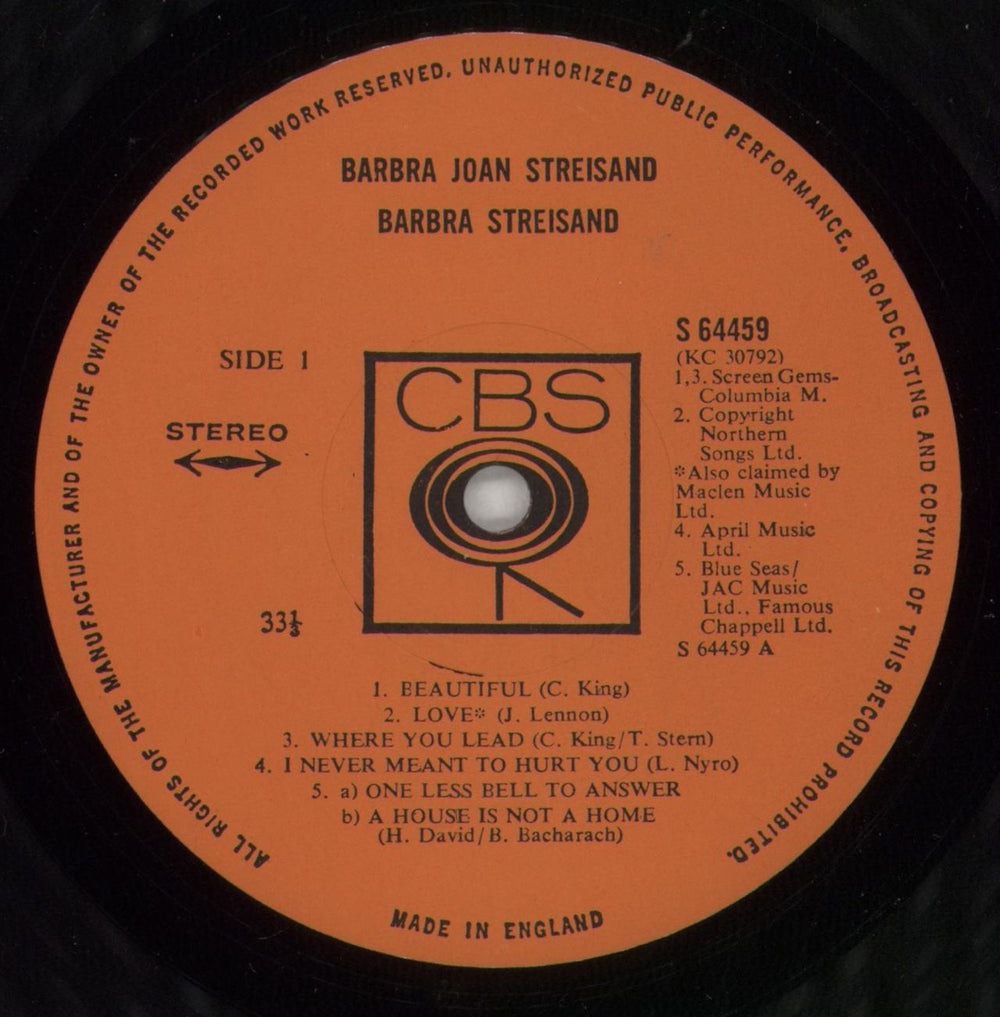 ALL RIGHTS OF THE MANUFACTURER AND OF THE OWNER OF THE RECORDED WORK RESERVED. UNAUTHORIZED PUBLIC PERFORMANCE, BROADCASTING AND COPYING OF THIS RECORD PROHIBITED.
BARBRA JOAN STREISAND
BARBRA STREISAND
SIDE 1
STEREO
33⅓
CBS
S 64459
(KC 30792)
1,3. Screen Gems-
Columbia M.
2. Copyright
Northern
Songs Ltd.
*Also claimed by
Maclen Music
Ltd.
4. April Music
Ltd.
5. Blue Seas/
JAC Music
Ltd., Famous
Chappell Ltd.
S 64459 A
1. BEAUTIFUL (C. King)
2. LOVE* (J. Lennon)
3. WHERE YOU LEAD (C. King/T. Stern)
4. I NEVER MEANT TO HURT YOU (L. Nyro)
5. a) ONE LESS BELL TO ANSWER
b) A HOUSE IS NOT A HOME
(H. David/B. Bacharach)
MADE IN ENGLAND